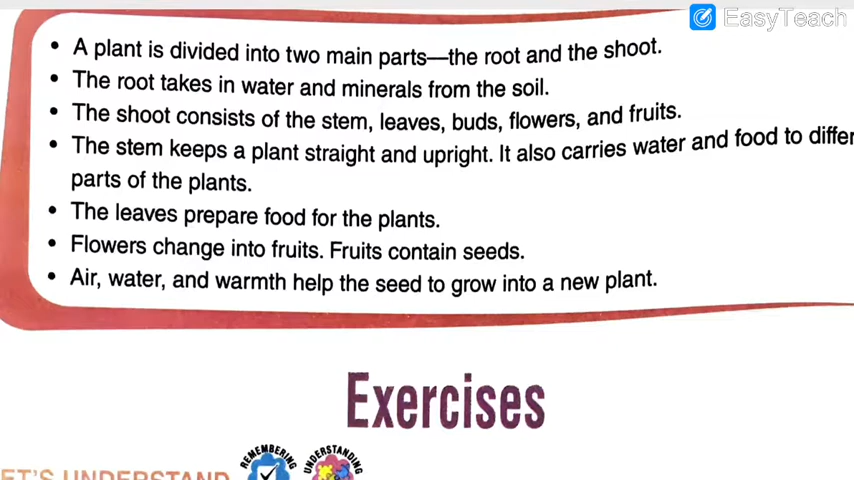 EasyTeach
• A plant is divided into two main parts—the root and the shoot.
• The root takes in water and minerals from the soil.
• The shoot consists of the stem, leaves, buds, flowers, and fruits.
• The stem keeps a plant straight and upright. It also carries water and food to differ
parts of the plants.
• The leaves prepare food for the plants.
• Flowers change into fruits. Fruits contain seeds.
• Air, water, and warmth help the seed to grow into a new plant.
Exercises
ET'S UNDERSTAND REMEMBERING UNDERSTANDING